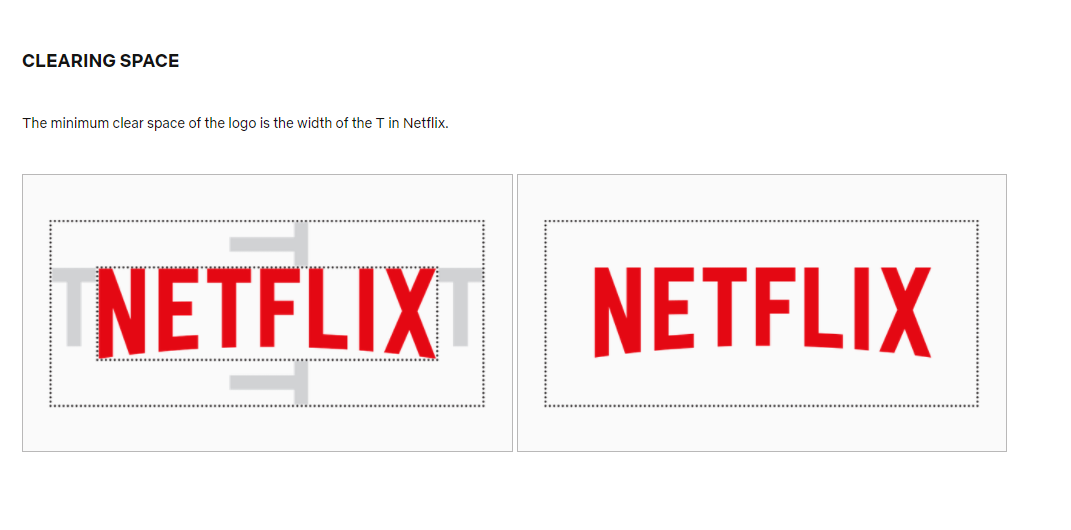 CLEARING SPACE
The minimum clear space of the logo is the width of the T in Netflix.
T NETFLIX T
T
T
NETFLIX